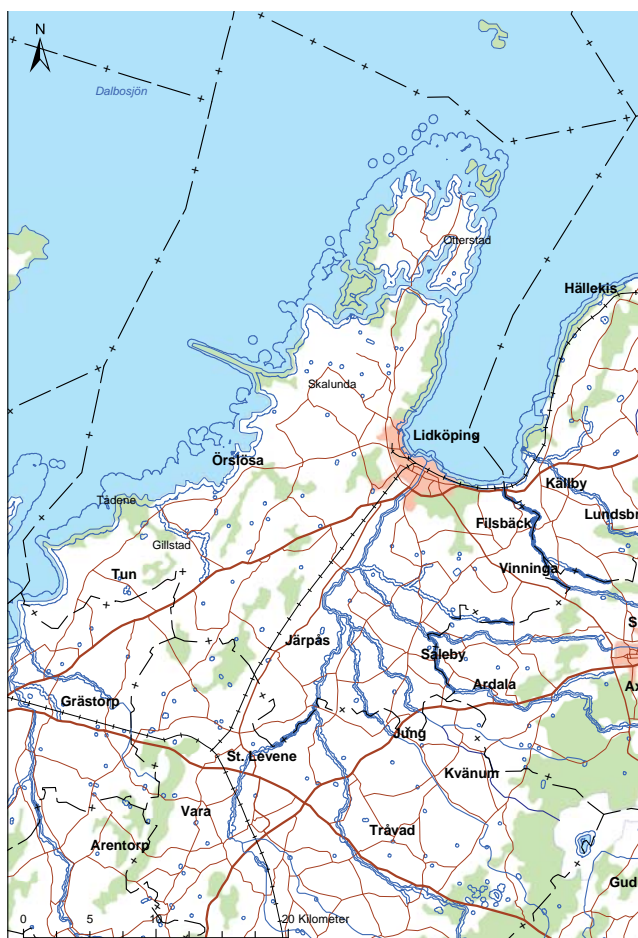 N
Dalbosjön
Otterstad
Hällekis
Skalunda
Lidköping
Örslösa
Källby
Tådene
Filsbäck
Lundsbr
Gillstad
Tun
Vinninga
S
Järpås
Saleby
Ardala
Ax
Grästorp
Jung
St. Levene
Kvänum
Vara
Tråvad
Arentorp
Gud
0 5 10 20 Kilometer